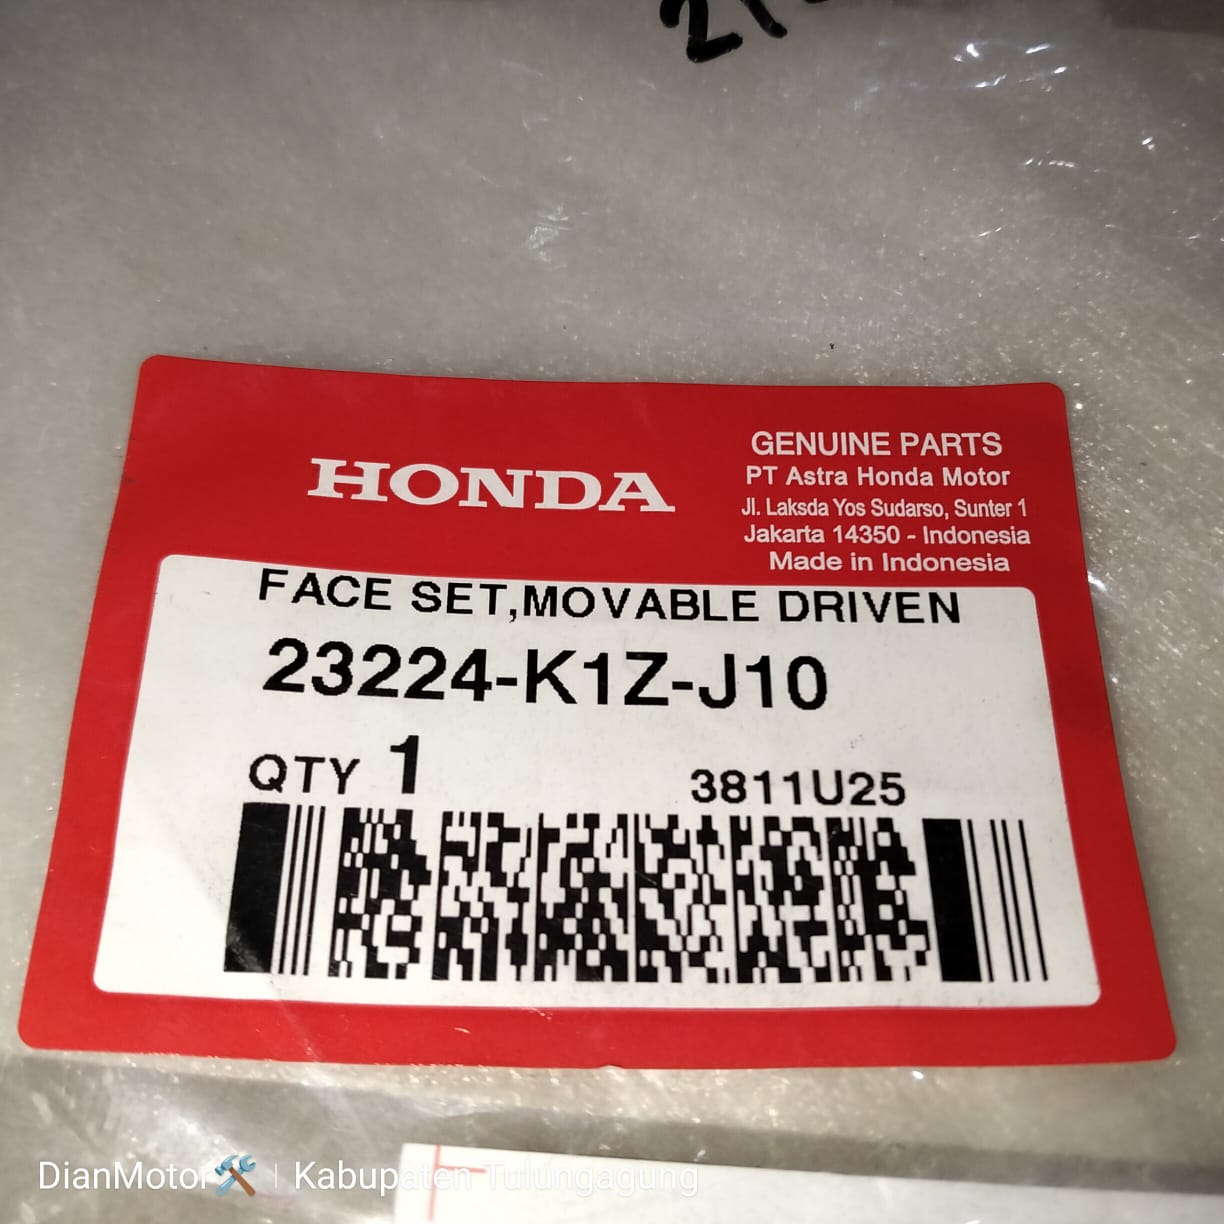 HONDA
GENUINE PARTS
PT Astra Honda Motor
Jl. Laksda Yos Sudarso, Sunter 1
Jakarta 14350 - Indonesia
Made in Indonesia
FACE SET,MOVABLE DRIVEN
23224-K1Z-J10
QTY 1
3811U25
DianMotor🛠️ | Kabupaten Tulungagung